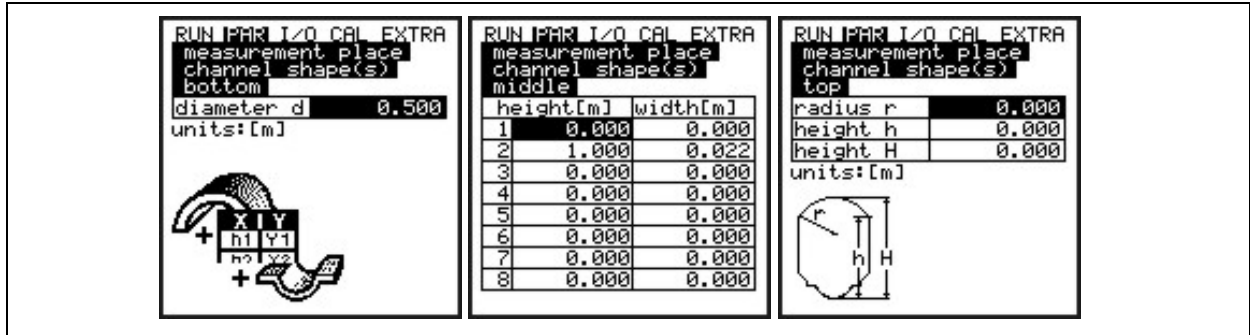 RUN PAR I/O CAL EXTRA
measurement place
channel shape(s)
bottom
diameter d 0.500
units:[m]
X Y
h1 Y1
h2 Y2
RUN PAR I/O CAL EXTRA
measurement place
channel shape(s)
middle
height[m] width[m]
1 0.000 0.000
2 1.000 0.022
3 0.000 0.000
4 0.000 0.000
5 0.000 0.000
6 0.000 0.000
7 0.000 0.000
8 0.000 0.000
RUN PAR I/O CAL EXTRA
measurement place
channel shape(s)
top
radius r 0.000
height h 0.000
height H 0.000
units:[m]
r
h H